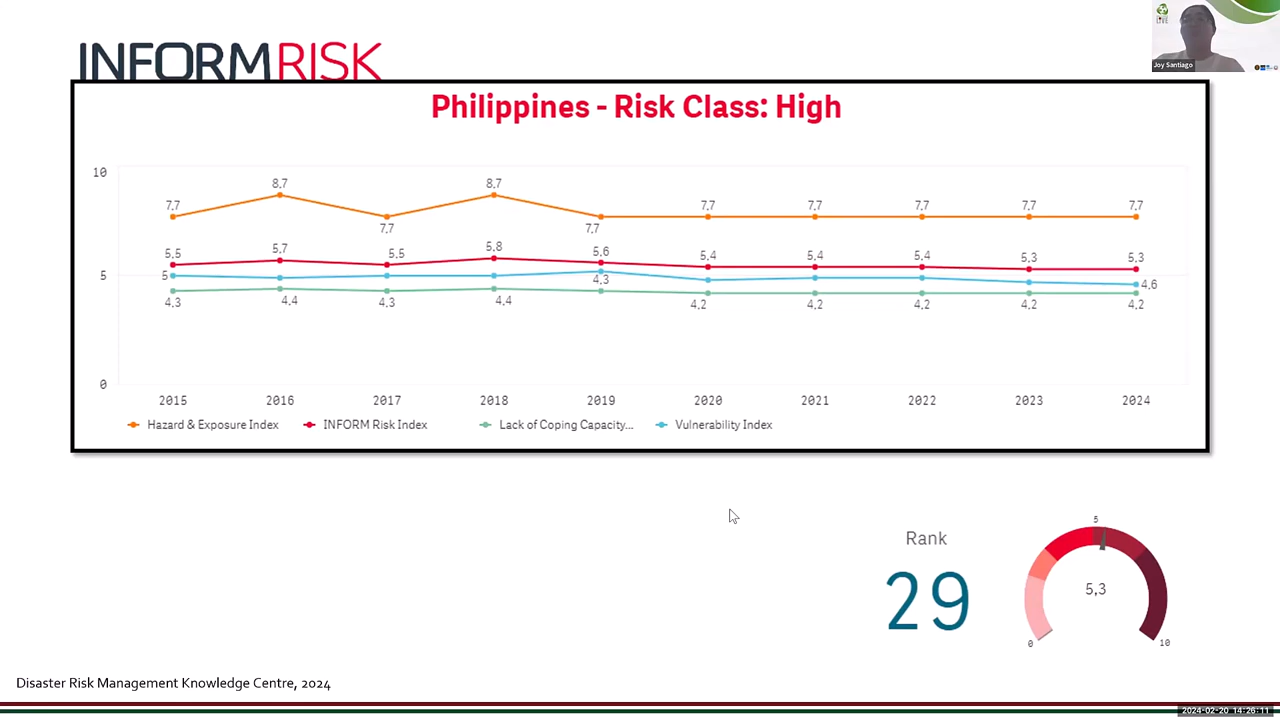 LIVE
Joy Santiago
INFORMRISK
Philippines - Risk Class: High
10
5
0
7,7 8,7 7,7 8,7 7,7 7,7 7,7 7,7 7,7 7,7
5,5 5,7 5,5 5,8 5,6 5,4 5,4 5,4 5,3 5,3
5 4,6
4,3 4,4 4,3 4,4 4,3 4,2 4,2 4,2 4,2 4,2
2015 2016 2017 2018 2019 2020 2021 2022 2023 2024
Hazard & Exposure Index INFORM Risk Index Lack of Coping Capacity... Vulnerability Index
Rank
29
5
5,3
0 10
Disaster Risk Management Knowledge Centre, 2024
2024-02-20 14:26:11